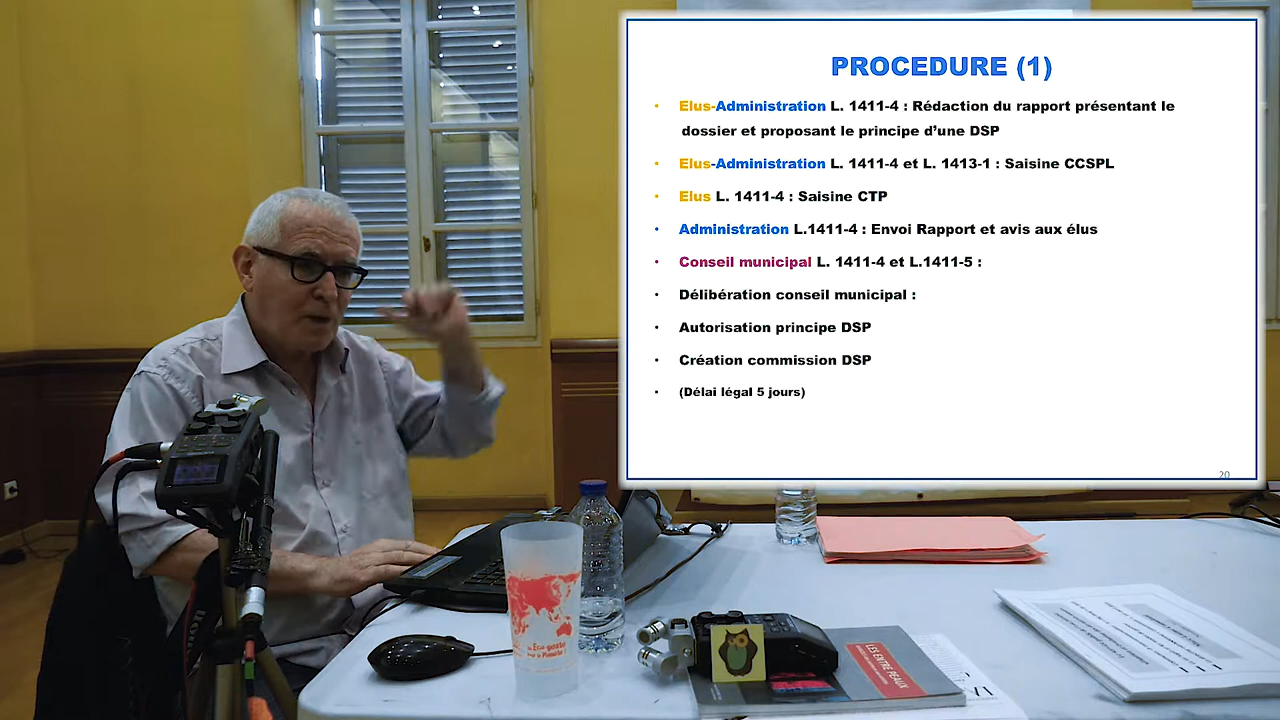 PROCEDURE (1)
• Elus-Administration L. 1411-4 : Rédaction du rapport présentant le
dossier et proposant le principe d’une DSP
• Elus-Administration L. 1411-4 et L. 1413-1 : Saisine CCSPL
• Elus L. 1411-4 : Saisine CTP
• Administration L.1411-4 : Envoi Rapport et avis aux élus
• Conseil municipal L. 1411-4 et L.1411-5 :
• Délibération conseil municipal :
• Autorisation principe DSP
• Création commission DSP
• (Délai légal 5 jours)
20
LES ENTRE PEAUX